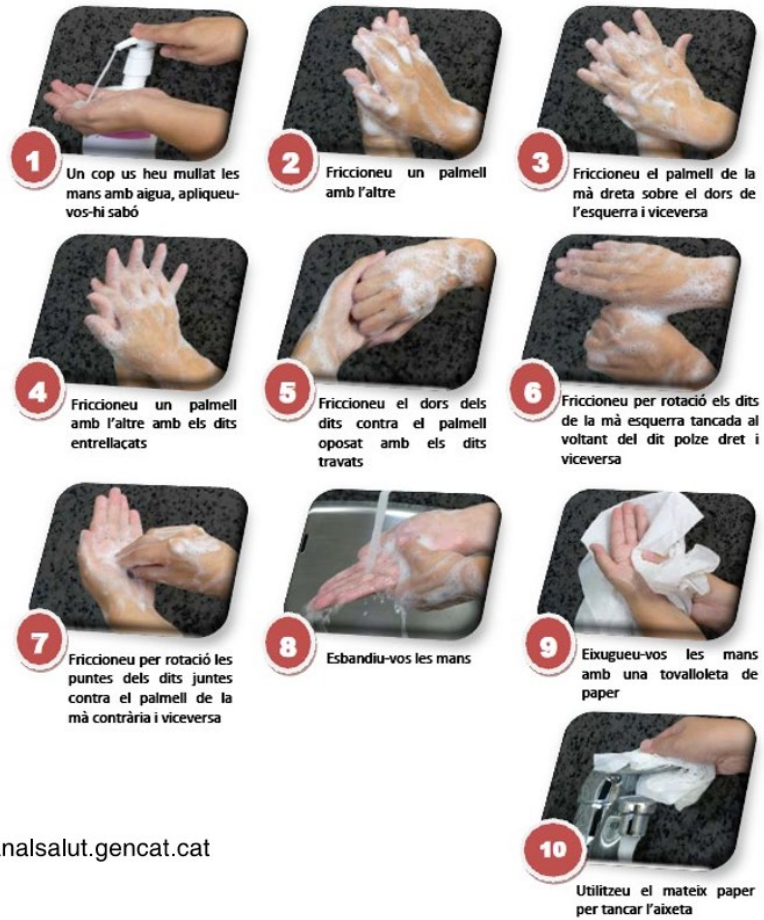 1
Un cop us heu mullat les
mans amb aigua, apliqueu-
vos-hi sabó
2
Friccioneu un palmell
amb l'altre
3
Friccioneu el palmell de la
mà dreta sobre el dors de
l'esquerra i viceversa
4
Friccioneu un palmell
amb l'altre amb els dits
entrellaçats
5
Friccioneu el dors dels
dits contra el palmell
oposat amb els dits
travats
6
Friccioneu per rotació els dits
de la mà esquerra tancada al
voltant del dit polze dret i
viceversa
7
Friccioneu per rotació les
puntes dels dits juntes
contra el palmell de la
mà contrària i viceversa
8
Esbandiu-vos les mans
9
Eixugueu-vos les mans
amb una tovalloleta de
paper
10
Utilitzeu el mateix paper
per tancar l'aixeta
nalsalut.gencat.cat